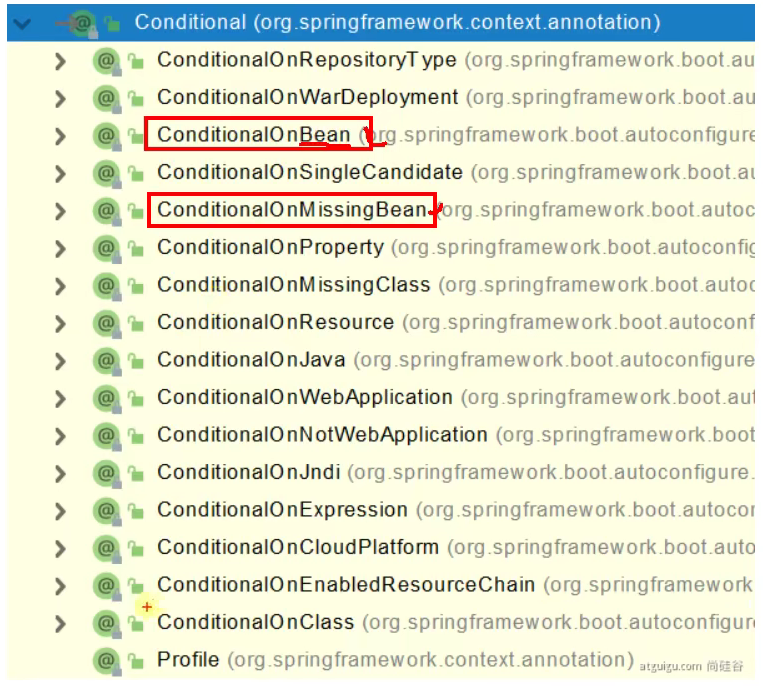 Conditional (org.springframework.context.annotation)
ConditionalOnRepositoryType (org.springframework.boot.au
ConditionalOnWarDeployment (org.springframework.boot.au
ConditionalOnBean (org.springframework.boot.autoconfigure
ConditionalOnSingleCandidate (org.springframework.boot.au
ConditionalOnMissingBean (org.springframework.boot.autoc
ConditionalOnProperty (org.springframework.boot.autoconfig
ConditionalOnMissingClass (org.springframework.boot.autoc
ConditionalOnResource (org.springframework.boot.autoconf
ConditionalOnJava (org.springframework.boot.autoconfigure
ConditionalOnWebApplication (org.springframework.boot.aut
ConditionalOnNotWebApplication (org.springframework.boot
ConditionalOnJndi (org.springframework.boot.autoconfigure.
ConditionalOnExpression (org.springframework.boot.autocon
ConditionalOnCloudPlatform (org.springframework.boot.auto
ConditionalOnEnabledResourceChain (org.springframework
ConditionalOnClass (org.springframework.boot.autoconfigure
Profile (org.springframework.context.annotation)
atguigu.com 尚硅谷